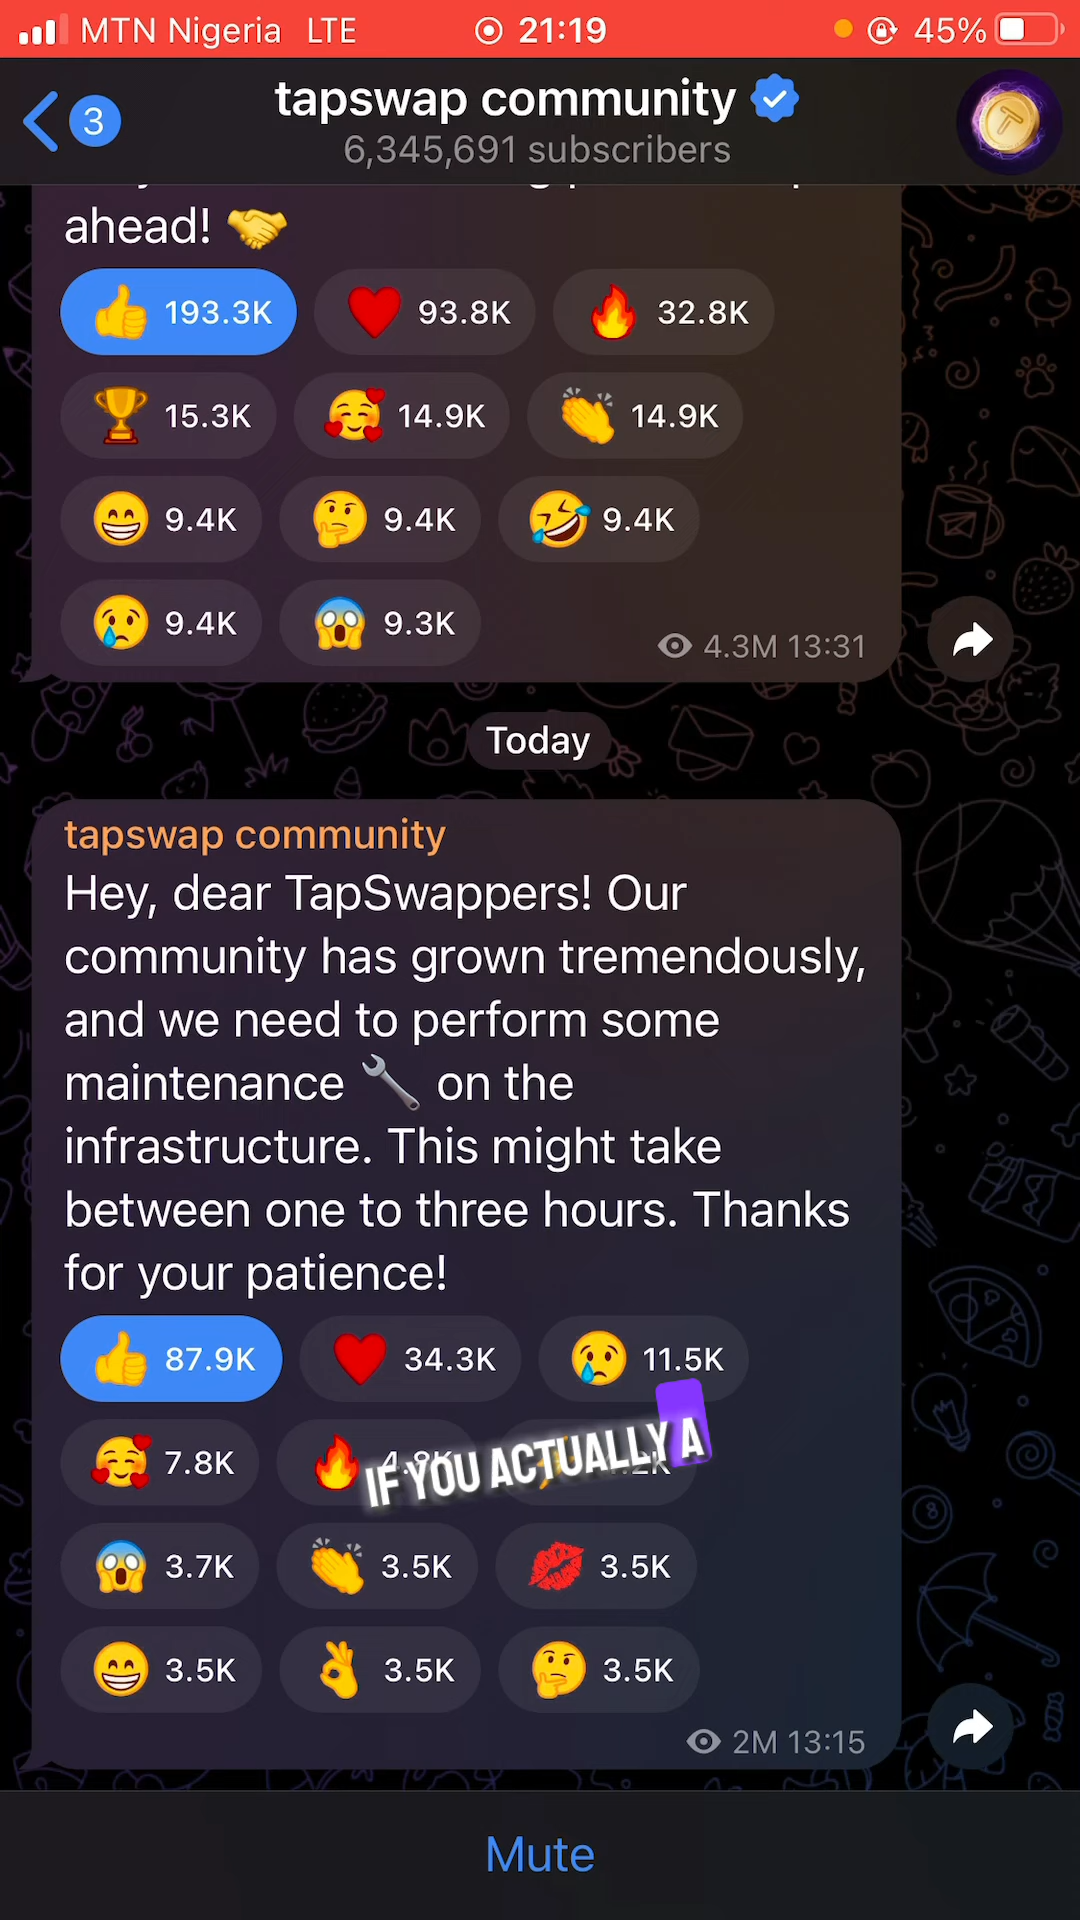 MTN Nigeria LTE 21:19 45%
3 tapswap community
6,345,691 subscribers
ahead! 🤝
👍 193.3K ❤️ 93.8K 🔥 32.8K
🏆 15.3K 🥰 14.9K 👏 14.9K
😁 9.4K 🤔 9.4K 🤣 9.4K
😢 9.4K 😱 9.3K
4.3M 13:31
Today
tapswap community
Hey, dear TapSwappers! Our
community has grown tremendously,
and we need to perform some
maintenance 🔧 on the
infrastructure. This might take
between one to three hours. Thanks
for your patience!
👍 87.9K ❤️ 34.3K 😢 11.5K
🥰 7.8K 🔥
IF YOU ACTUALLY A
😱 3.7K 👏 3.5K 💋 3.5K
😁 3.5K 👌 3.5K 🤔 3.5K
2M 13:15
Mute